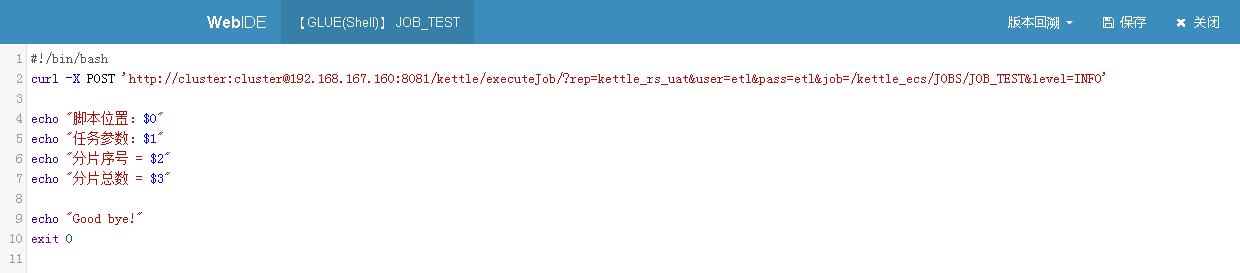 WebIDE 【GLUE(Shell)】 JOB_TEST 版本回溯 保存 关闭
1 #!/bin/bash
2 curl -X POST 'http://cluster:cluster@192.168.167.160:8081/kettle/executeJob/?rep=kettle_rs_uat&user=etl&pass=etl&job=/kettle_ecs/JOBS/JOB_TEST&level=INFO'
3
4 echo "脚本位置：$0"
5 echo "任务参数：$1"
6 echo "分片序号 = $2"
7 echo "分片总数 = $3"
8
9 echo "Good bye!"
10 exit 0
11